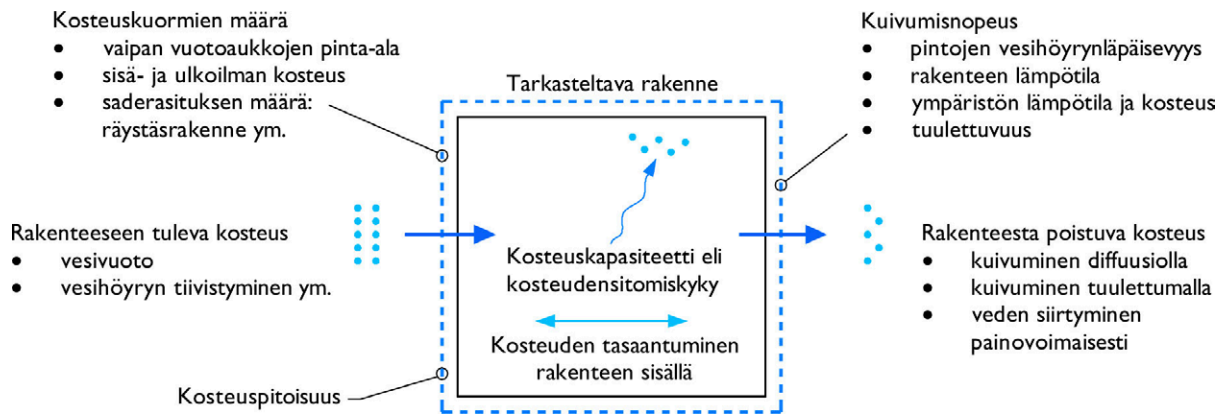 Kosteuskuormien määrä
• vaipan vuotoaukkojen pinta-ala
• sisä- ja ulkoilman kosteus
• saderasituksen määrä:
räystäsrakenne ym.
Rakenteeseen tuleva kosteus
• vesivuoto
• vesihöyryn tiivistyminen ym.
Kosteuspitoisuus
Tarkasteltava rakenne
Kosteuskapasiteetti eli
kosteudensitomiskyky
Kosteuden tasaantuminen
rakenteen sisällä
Kuivumisnopeus
• pintojen vesihöyrynläpäisevyys
• rakenteen lämpötila
• ympäristön lämpötila ja kosteus
• tuulettuvuus
Rakenteesta poistuva kosteus
• kuivuminen diffuusiolla
• kuivuminen tuulettumalla
• veden siirtyminen
painovoimaisesti